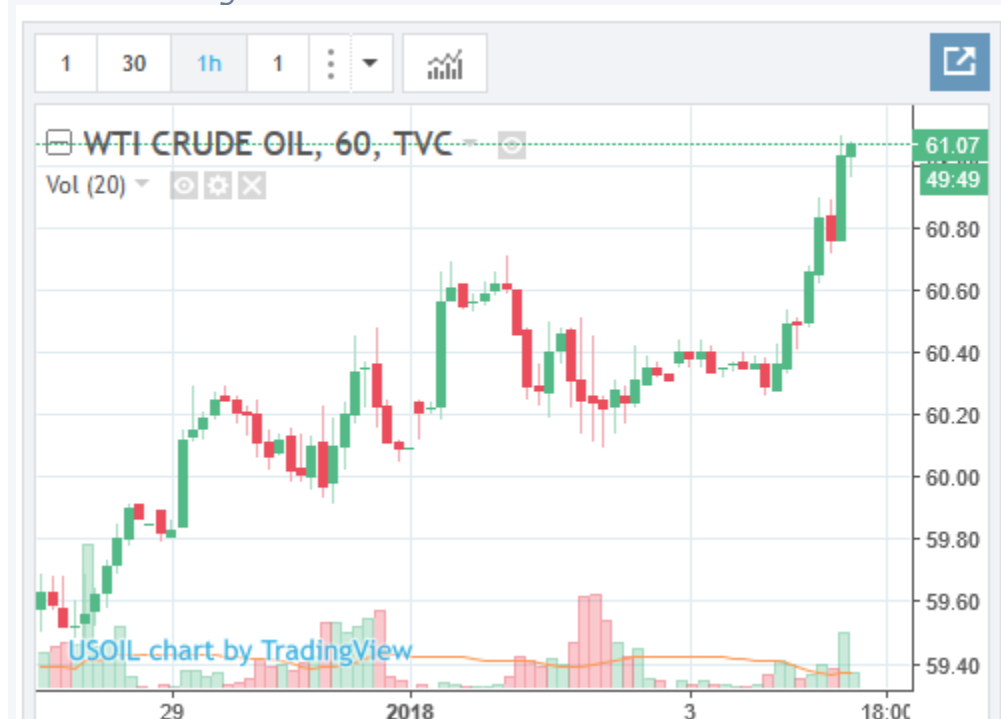 1 30 1h 1
WTI CRUDE OIL, 60, TVC
Vol (20)
61.07
49:49
60.80
60.60
60.40
60.20
60.00
59.80
59.60
59.40
USOIL chart by TradingView
29 2018 3 18:00